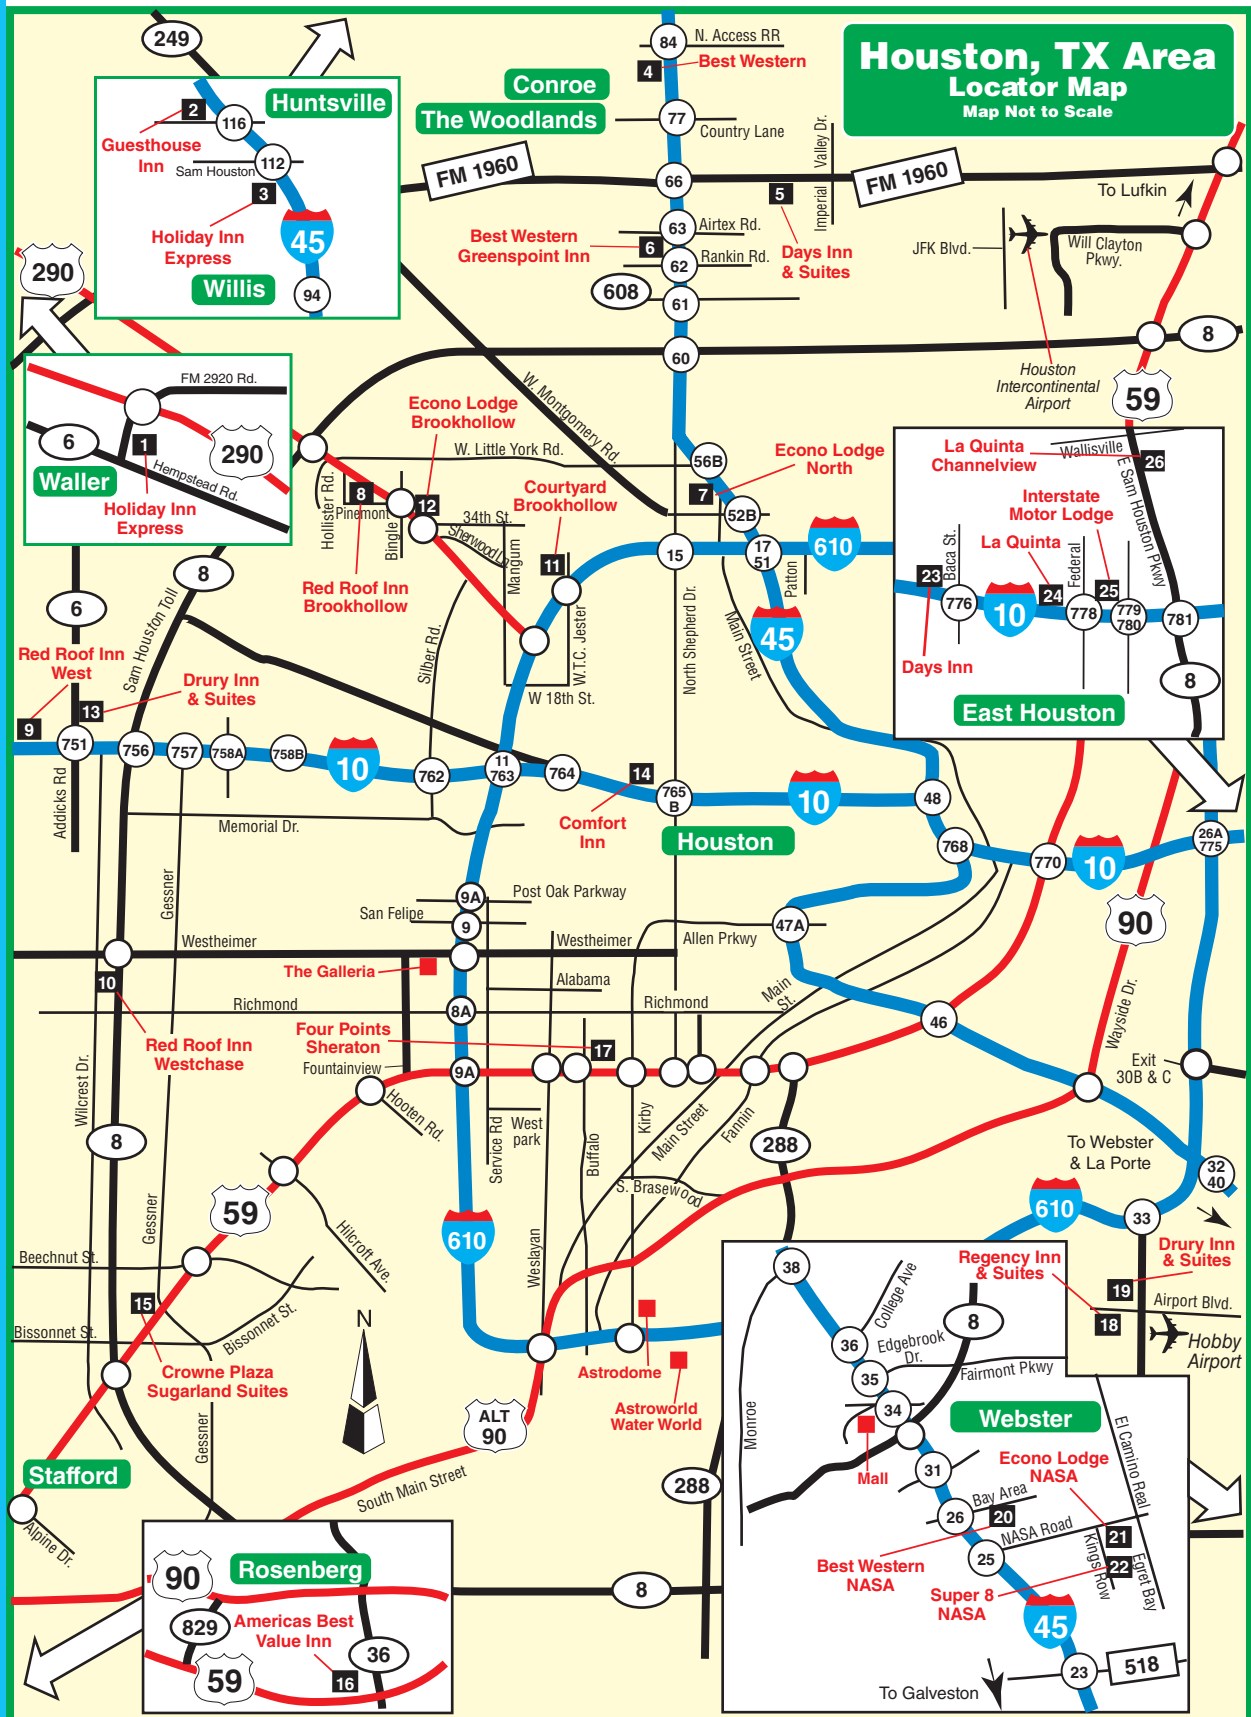 Houston, TX Area
Locator Map
Map Not to Scale
249
84
N. Access RR
4
Best Western
Conroe
The Woodlands
77
Country Lane
Huntsville
2
116
Guesthouse
Inn
112
Sam Houston
3
Holiday Inn
Express
45
Willis
94
FM 1960
66
5
Imperial Valley Dr.
FM 1960
To Lufkin
63
Airtex Rd.
Best Western
Greenspoint Inn
6
62
Rankin Rd.
Days Inn
& Suites
608
61
JFK Blvd.
Will Clayton
Pkwy.
290
60
8
Houston
Intercontinental
Airport
59
FM 2920 Rd.
6
1
290
Waller
Hempstead Rd.
Holiday Inn
Express
W. Montgomery Rd.
Econo Lodge
Brookhollow
W. Little York Rd.
56B
Econo Lodge
North
7
52B
Hollister Rd.
8
Pinemont
Bingle
12
34th St.
Sherwood Dr.
Mangum
Courtyard
Brookhollow
11
15
17
51
610
Patton
Red Roof Inn
Brookhollow
W.T.C. Jester
W 18th St.
Silber Rd.
North Shepherd Dr.
Main Street
45
La Quinta
Channelview
Wallisville
26
E Sam Houston Pkwy
Interstate
Motor Lodge
La Quinta
Baca St.
Federal
23
776
10
24
778
25
779
780
781
Days Inn
8
East Houston
8
6
Sam Houston Toll
Red Roof Inn
West
Drury Inn
& Suites
9
13
751
756
757
758A
758B
10
762
11
763
764
14
765
B
10
48
Addicks Rd
Memorial Dr.
Comfort
Inn
Houston
768
770
10
26A
775
90
Gessner
9A
Post Oak Parkway
San Felipe
9
47A
Allen Prkwy
Westheimer
Westheimer
The Galleria
10
Alabama
Richmond
8A
Richmond
Main
St.
46
Wayside Dr.
Red Roof Inn
Westchase
Four Points
Sheraton
17
Fountainview
9A
Exit
30B & C
Wilcrest Dr.
Hooten Rd.
Service Rd
West
park
Buffalo
Kirby
Main Street
Fannin
288
8
To Webster
& La Porte
32
40
Gessner
59
S. Brasewood
610
33
610
Hilcroft Ave.
Weslayan
Beechnut St.
15
Bissonnet St.
Bissonnet St.
N
Crowne Plaza
Sugarland Suites
Astrodome
Astroworld
Water World
Drury Inn
& Suites
19
Airport Blvd.
18
Hobby
Airport
38
Regency Inn
& Suites
College Ave
8
36
Edgebrook
Dr.
35
Fairmont Pkwy
34
Monroe
Webster
Mall
31
El Camino Real
Econo Lodge
NASA
Bay Area
26
20
NASA Road
21
25
Kings Row
22
Egret Bay
Best Western
NASA
Super 8
NASA
45
23
518
To Galveston
ALT
90
South Main Street
Gessner
288
Stafford
Alpine Dr.
90
Rosenberg
829
Americas Best
Value Inn
36
59
16
8